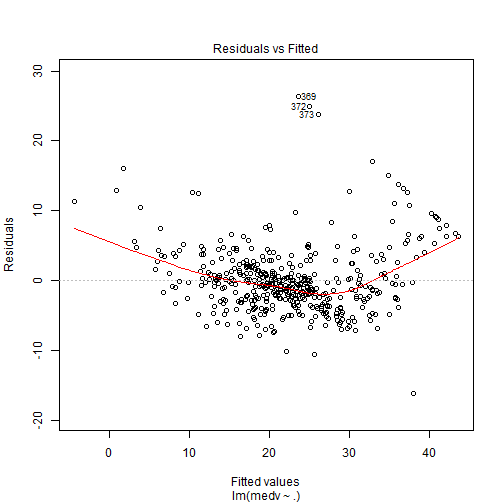 Residuals vs Fitted
30
369
372
373
20
10
0
-10
-20
Residuals
0 10 20 30 40
Fitted values
lm(medv ~ .)